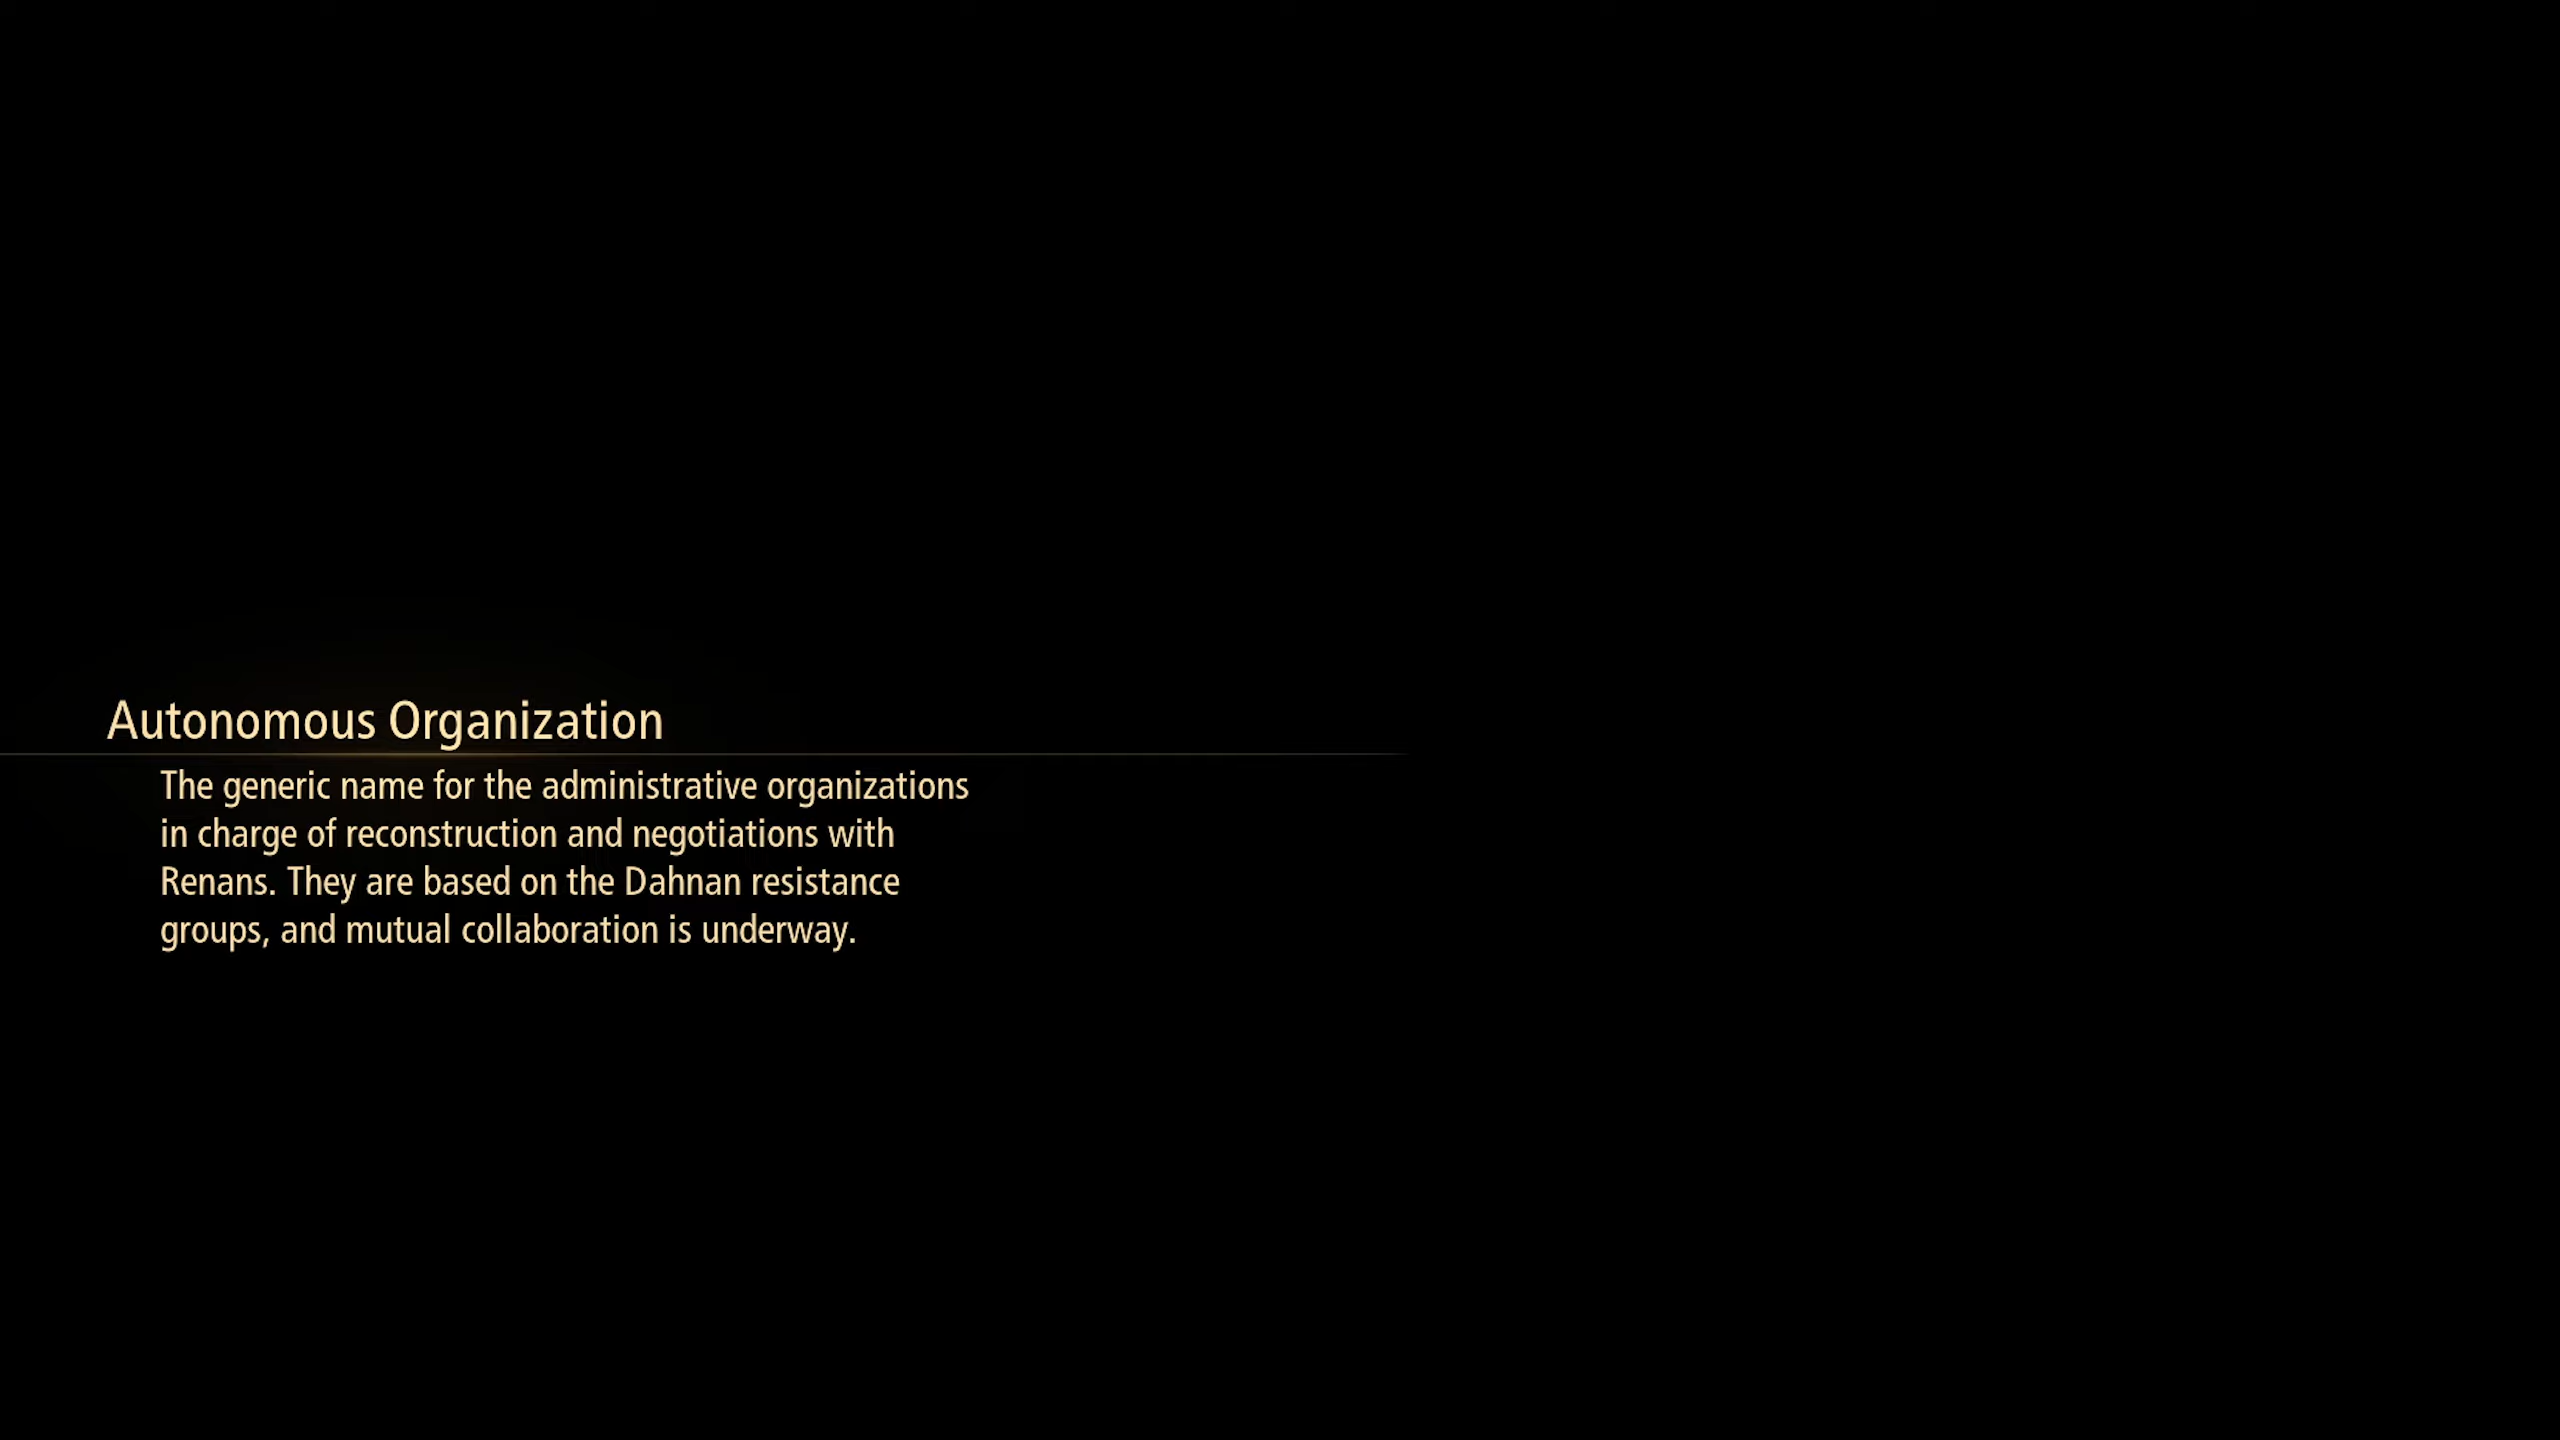 Autonomous Organization
The generic name for the administrative organizations
in charge of reconstruction and negotiations with
Renans. They are based on the Dahnan resistance
groups, and mutual collaboration is underway.